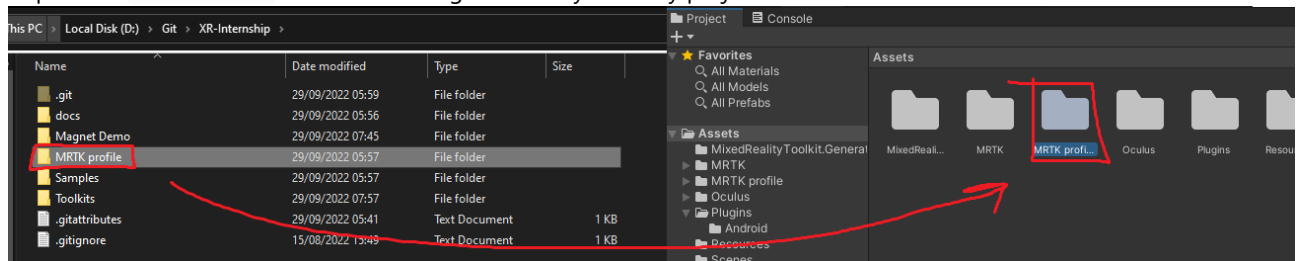 This PC > Local Disk (D:) > Git > XR-Internship >
Name Date modified Type Size
.git 29/09/2022 05:59 File folder
docs 29/09/2022 05:56 File folder
Magnet Demo 29/09/2022 07:45 File folder
MRTK profile 29/09/2022 05:57 File folder
Samples 29/09/2022 05:57 File folder
Toolkits 29/09/2022 07:57 File folder
.gitattributes 29/09/2022 05:41 Text Document 1 KB
.gitignore 15/08/2022 15:49 Text Document 1 KB
Project Console
Favorites
All Materials
All Models
All Prefabs
Assets
MixedRealityToolkit.Generat
MRTK
MRTK profile
Oculus
Plugins
Android
Resources
Scenes
Assets
MixedReali... MRTK MRTK profi... Oculus Plugins Resou